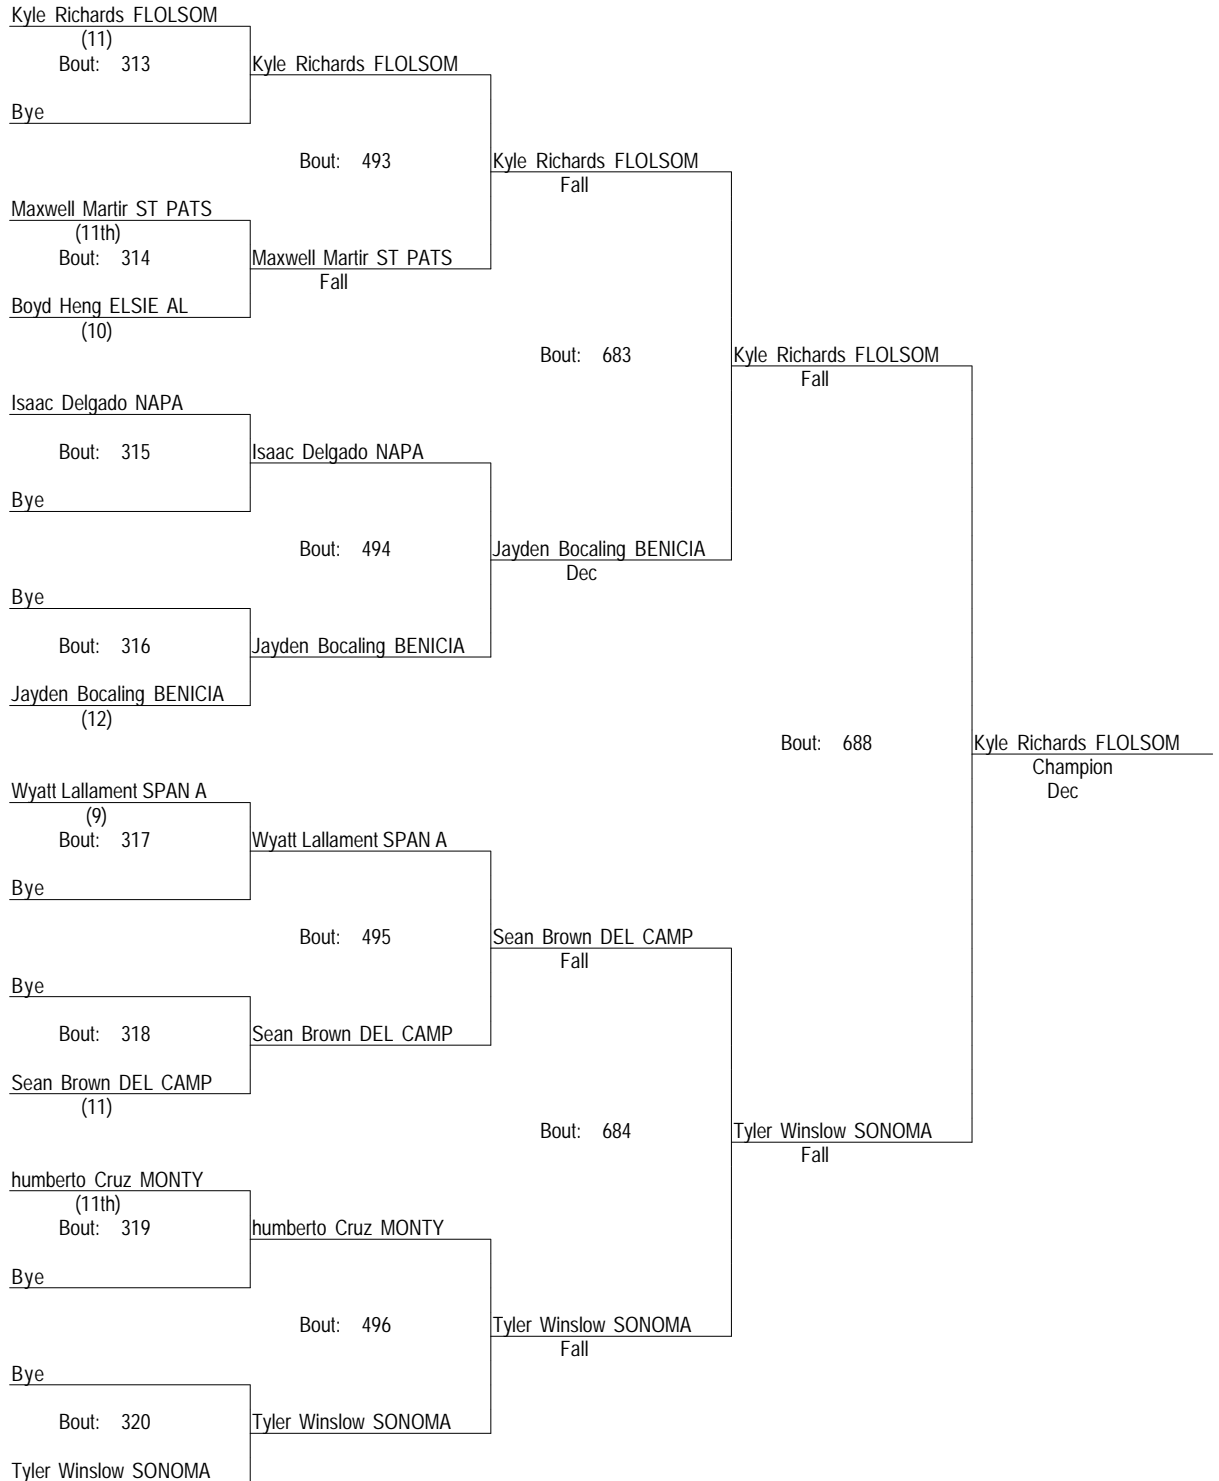 Kyle Richards FLOLSOM
(11)
Bout: 313
Kyle Richards FLOLSOM
Bye
Bout: 493
Kyle Richards FLOLSOM
Fall
Maxwell Martir ST PATS
(11th)
Bout: 314
Maxwell Martir ST PATS
Fall
Boyd Heng ELSIE AL
(10)
Bout: 683
Kyle Richards FLOLSOM
Fall
Isaac Delgado NAPA
Bout: 315
Isaac Delgado NAPA
Bye
Bout: 494
Jayden Bocaling BENICIA
Dec
Bye
Bout: 316
Jayden Bocaling BENICIA
Jayden Bocaling BENICIA
(12)
Bout: 688
Kyle Richards FLOLSOM
Champion
Dec
Wyatt Lallament SPAN A
(9)
Bout: 317
Wyatt Lallament SPAN A
Bye
Bout: 495
Sean Brown DEL CAMP
Fall
Bye
Bout: 318
Sean Brown DEL CAMP
Sean Brown DEL CAMP
(11)
Bout: 684
Tyler Winslow SONOMA
Fall
humberto Cruz MONTY
(11th)
Bout: 319
humberto Cruz MONTY
Bye
Bout: 496
Tyler Winslow SONOMA
Fall
Bye
Bout: 320
Tyler Winslow SONOMA
Tyler Winslow SONOMA